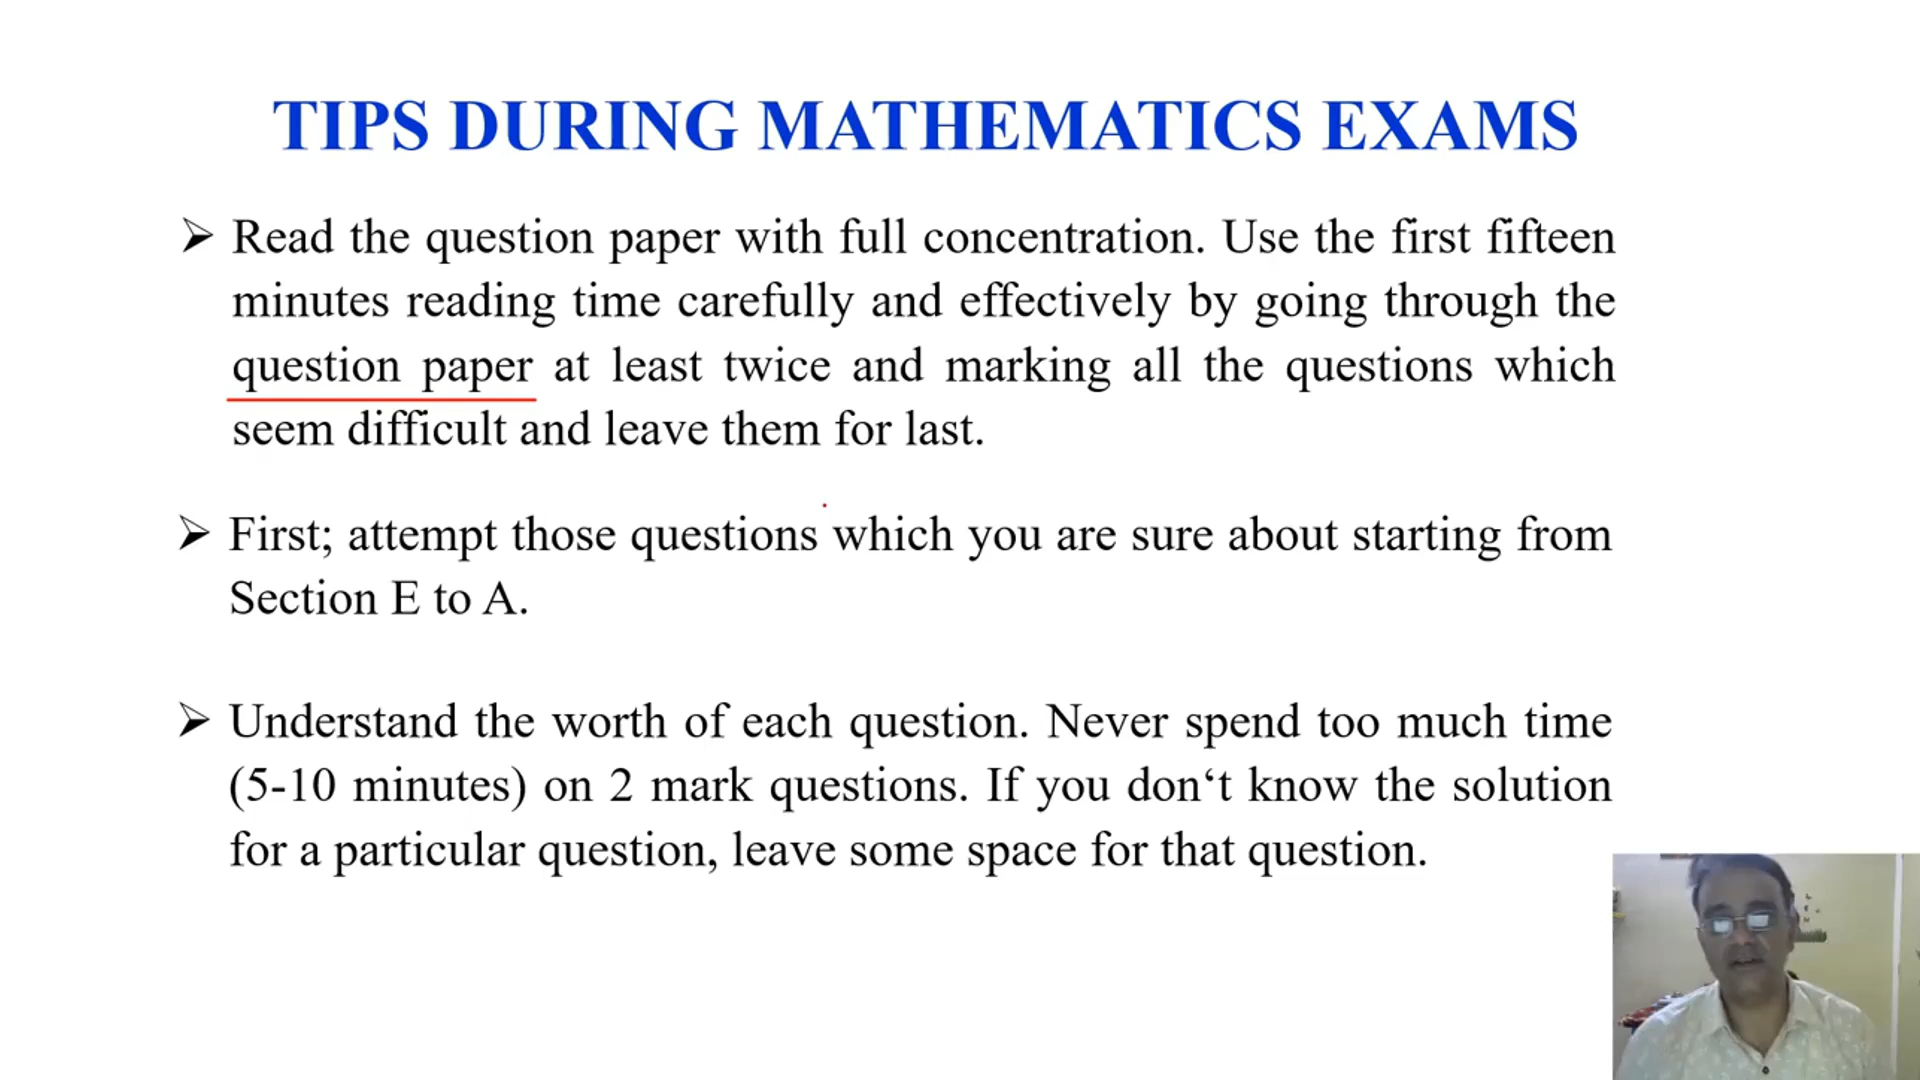 TIPS DURING MATHEMATICS EXAMS
➢ Read the question paper with full concentration. Use the first fifteen
minutes reading time carefully and effectively by going through the
question paper at least twice and marking all the questions which
seem difficult and leave them for last.
➢ First; attempt those questions which you are sure about starting from
Section E to A.
➢ Understand the worth of each question. Never spend too much time
(5-10 minutes) on 2 mark questions. If you don‘t know the solution
for a particular question, leave some space for that question.